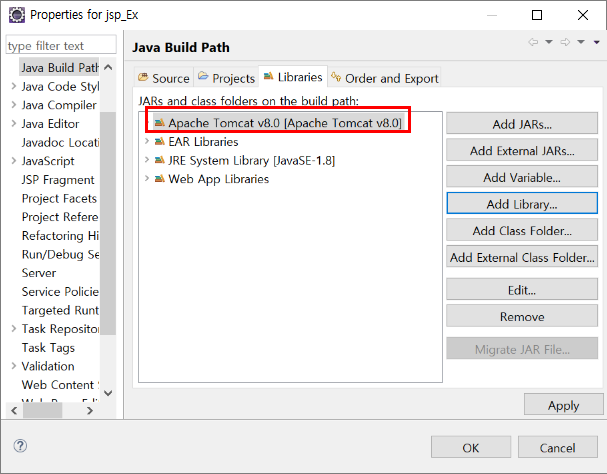 Properties for jsp_Ex
type filter text
Java Build Path
Java Build Path
Java Code Styl
Java Compiler
Java Editor
Javadoc Locati
JavaScript
JSP Fragment
Project Facets
Project Refere
Refactoring Hi
Run/Debug Se
Server
Service Policie
Targeted Runt
Task Repositor
Task Tags
Validation
Web Content
Source
Projects
Libraries
Order and Export
JARs and class folders on the build path:
Apache Tomcat v8.0 [Apache Tomcat v8.0]
EAR Libraries
JRE System Library [JavaSE-1.8]
Web App Libraries
Add JARs...
Add External JARs...
Add Variable...
Add Library...
Add Class Folder...
Add External Class Folder...
Edit...
Remove
Migrate JAR File...
Apply
OK
Cancel